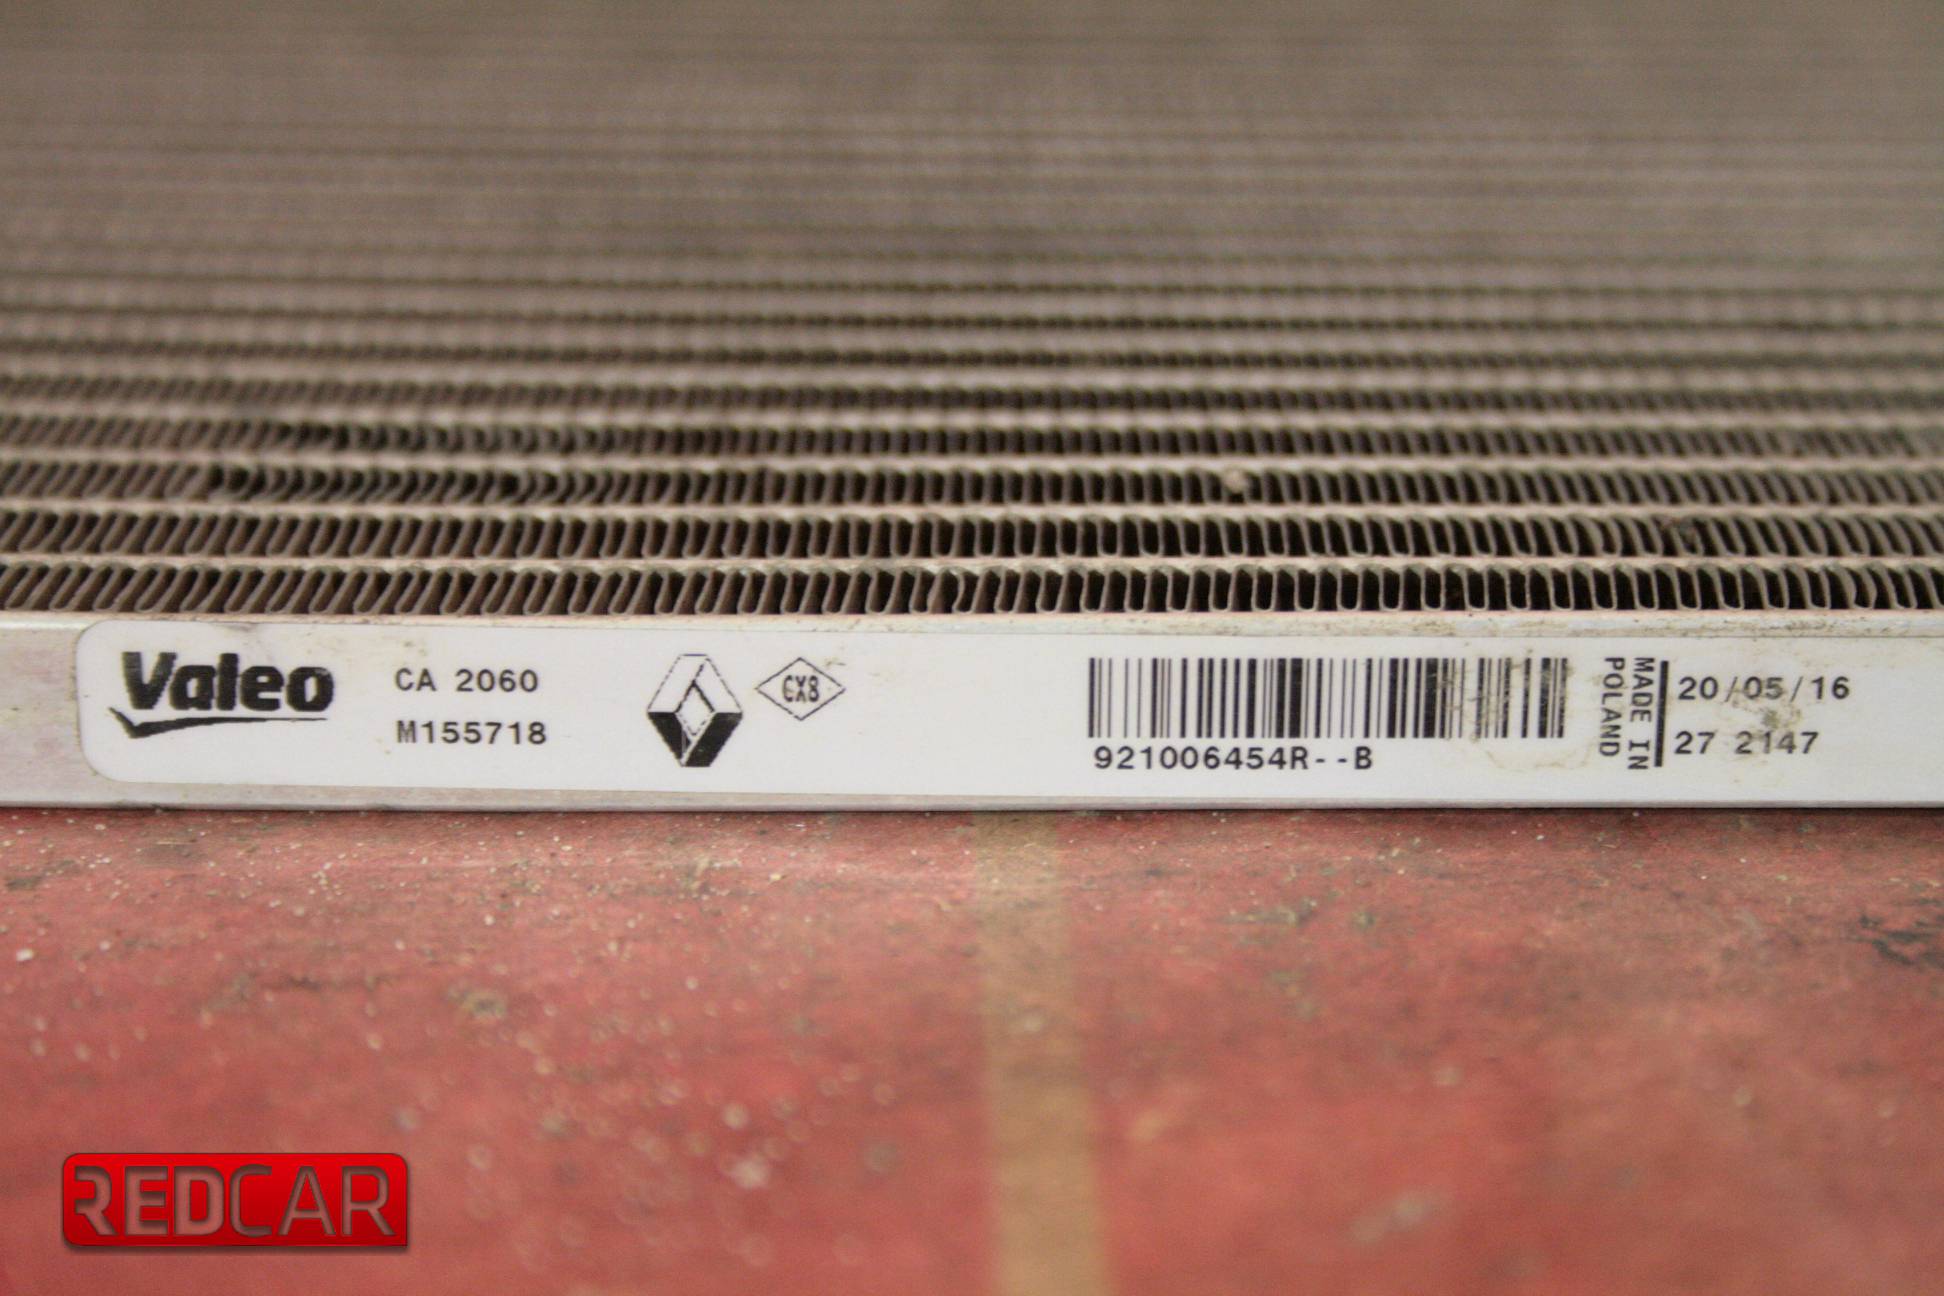 Valeo
CA 2060
M155718
CX8
921006454R--B
MADE IN
POLAND
20/05/16
27 2147
REDCAR